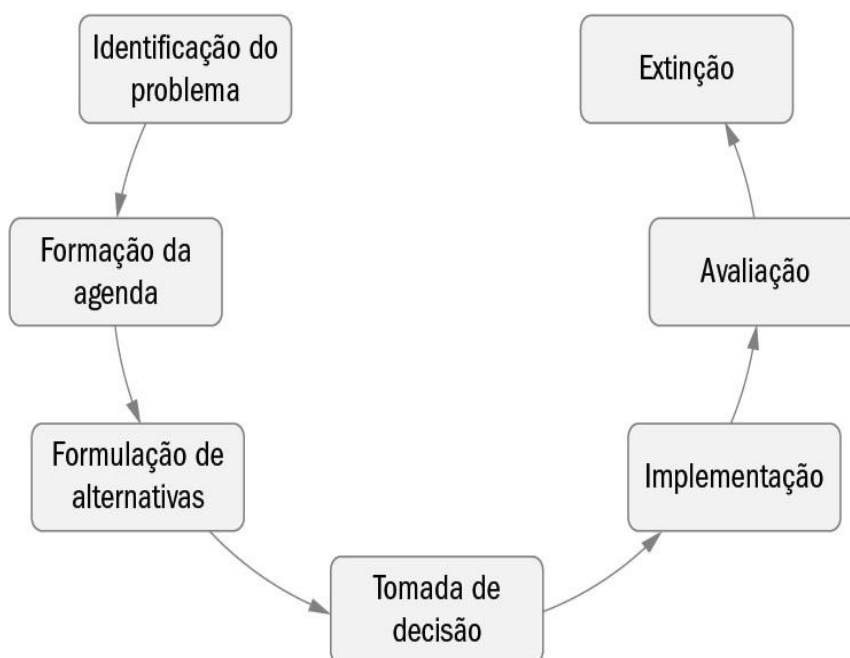 Identificação do
problema
Formação da
agenda
Formulação de
alternativas
Tomada de
decisão
Implementação
Avaliação
Extinção